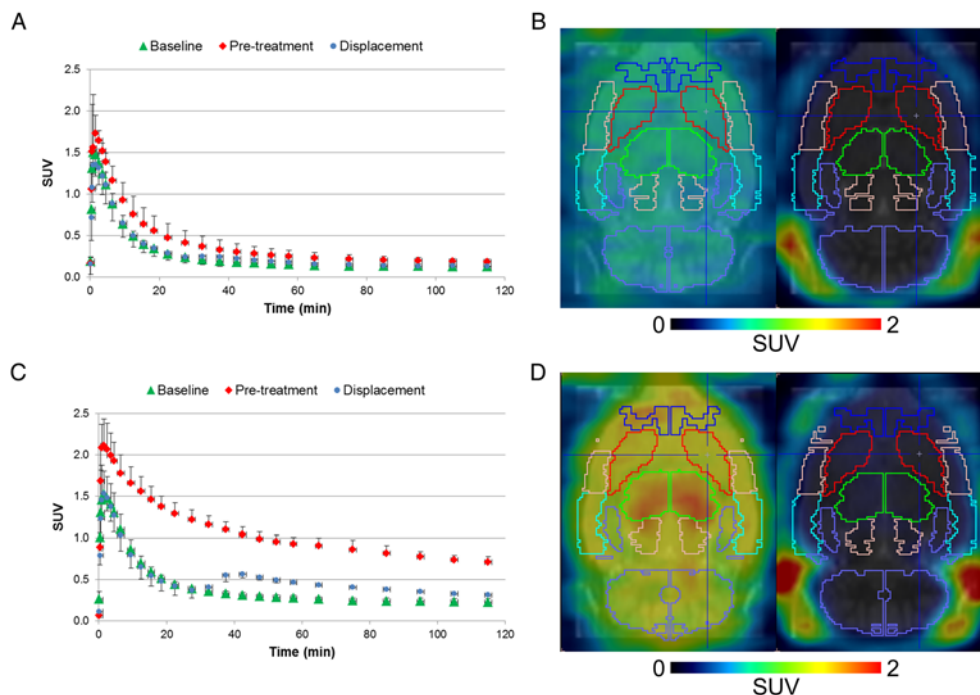 A
Baseline Pre-treatment Displacement
2.5
2.0
1.5
1.0
0.5
0.0
SUV
0 20 40 60 80 100 120
Time (min)
B
0 2
SUV
C
Baseline Pre-treatment Displacement
2.5
2.0
1.5
1.0
0.5
0.0
SUV
0 20 40 60 80 100 120
Time (min)
D
0 2
SUV